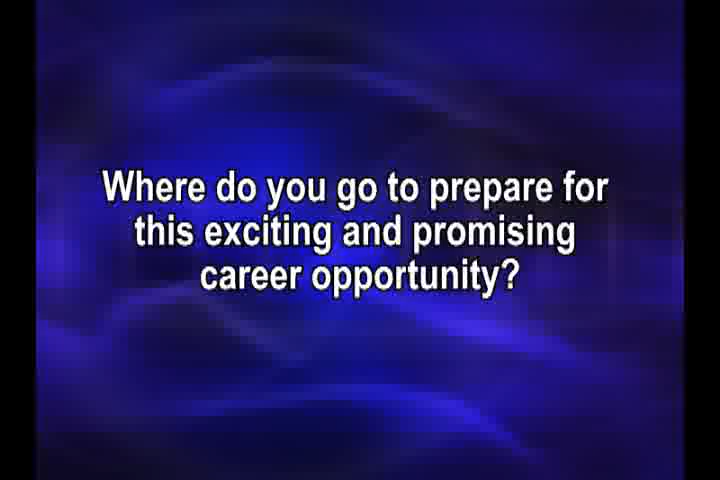 Where do you go to prepare for
this exciting and promising
career opportunity?